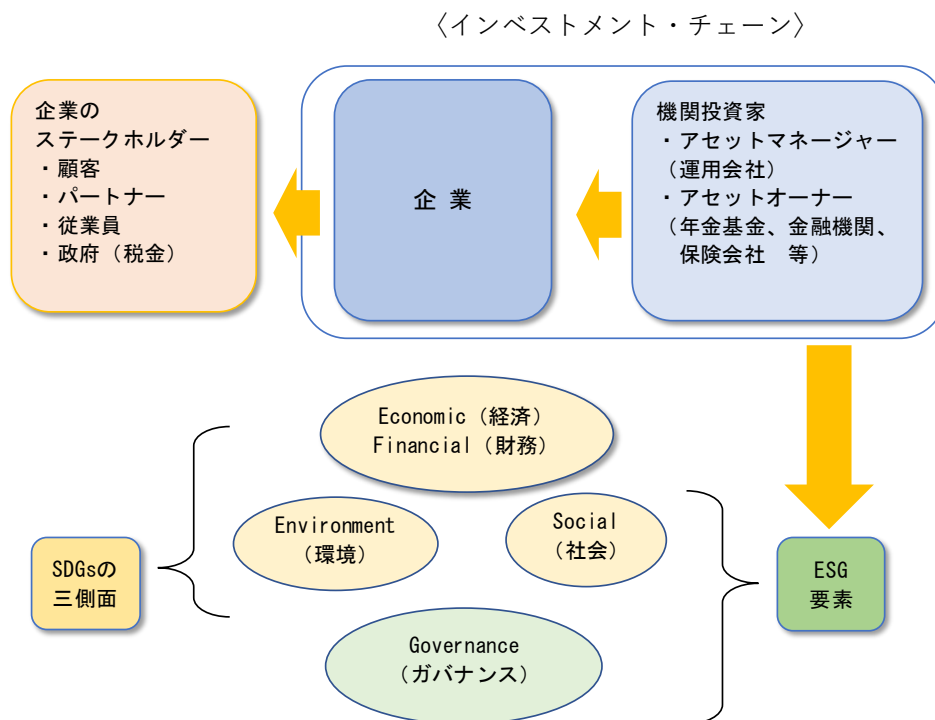 〈インベストメント・チェーン〉
企業の
ステークホルダー
・顧客
・パートナー
・従業員
・政府（税金）
企 業
機関投資家
・アセットマネージャー
（運用会社）
・アセットオーナー
（年金基金、金融機関、
保険会社　等）
Economic（経済）
Financial（財務）
Environment
（環境）
Social
（社会）
SDGsの
三側面
ESG
要素
Governance
（ガバナンス）